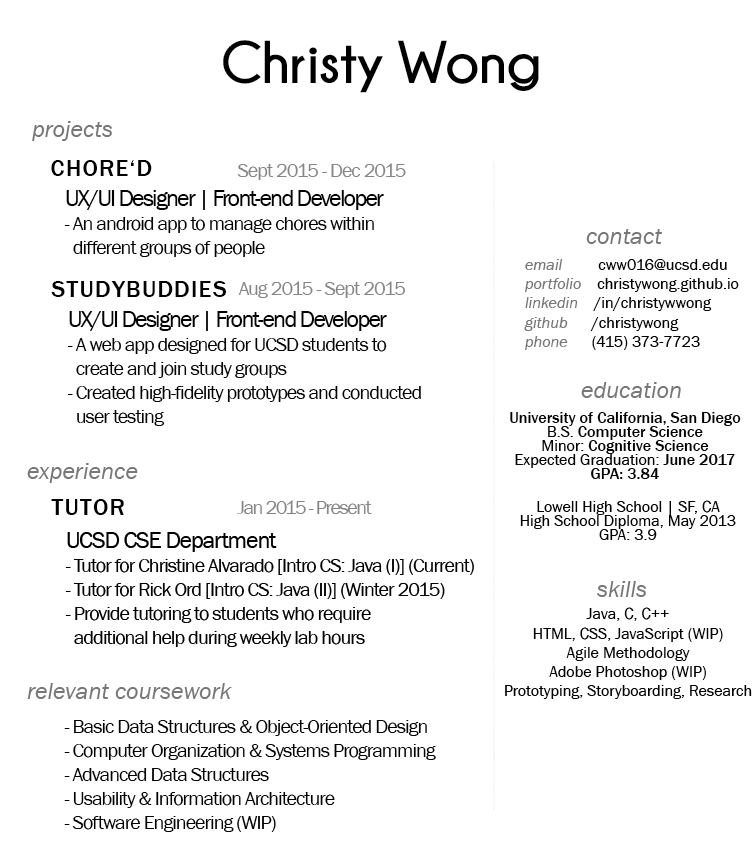 Christy Wong
projects
CHORE‘D Sept 2015 - Dec 2015
UX/UI Designer | Front-end Developer
- An android app to manage chores within
different groups of people
STUDYBUDDIES Aug 2015 - Sept 2015
UX/UI Designer | Front-end Developer
- A web app designed for UCSD students to
create and join study groups
- Created high-fidelity prototypes and conducted
user testing
experience
TUTOR Jan 2015 - Present
UCSD CSE Department
- Tutor for Christine Alvarado [Intro CS: Java (I)] (Current)
- Tutor for Rick Ord [Intro CS: Java (II)] (Winter 2015)
- Provide tutoring to students who require
additional help during weekly lab hours
relevant coursework
- Basic Data Structures & Object-Oriented Design
- Computer Organization & Systems Programming
- Advanced Data Structures
- Usability & Information Architecture
- Software Engineering (WIP)
contact
email cww016@ucsd.edu
portfolio christywong.github.io
linkedin /in/christywwong
github /christywong
phone (415) 373-7723
education
University of California, San Diego
B.S. Computer Science
Minor: Cognitive Science
Expected Graduation: June 2017
GPA: 3.84
Lowell High School | SF, CA
High School Diploma, May 2013
GPA: 3.9
skills
Java, C, C++
HTML, CSS, JavaScript (WIP)
Agile Methodology
Adobe Photoshop (WIP)
Prototyping, Storyboarding, Research